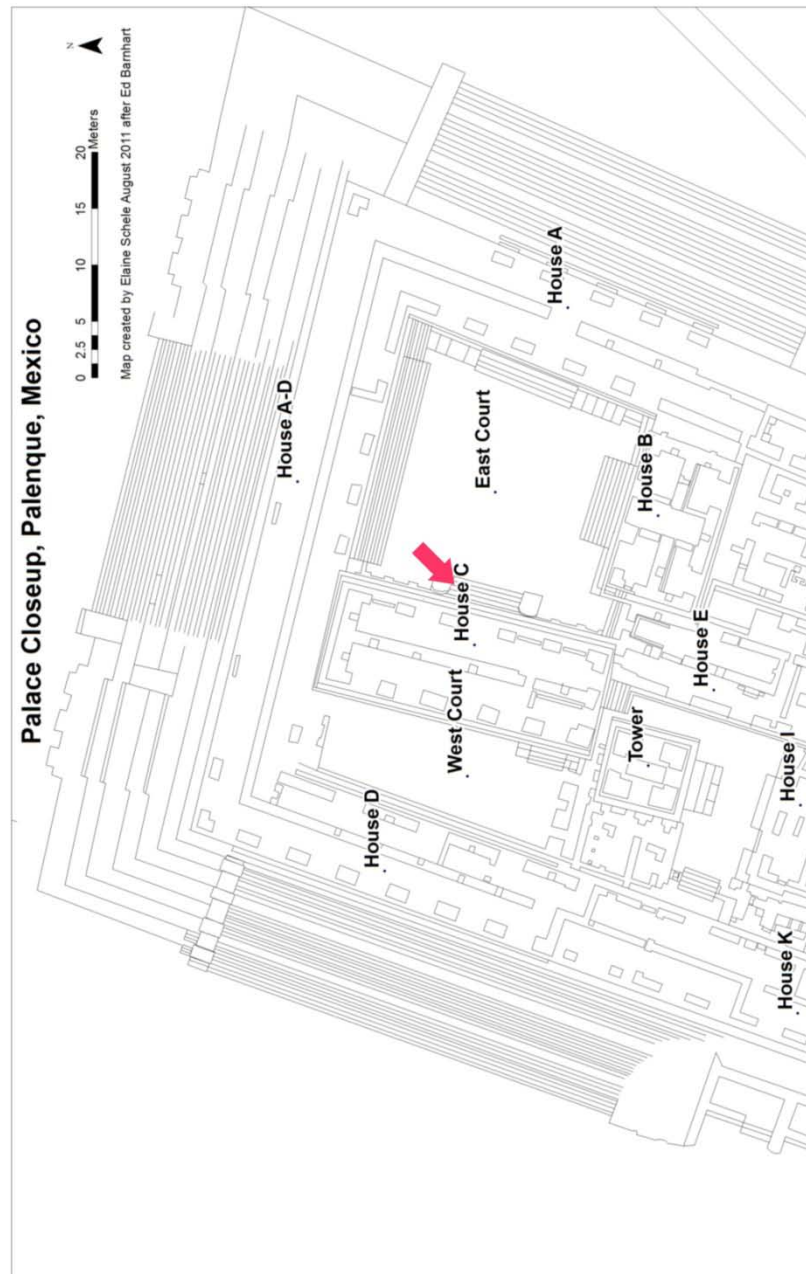 Palace Closeup, Palenque, Mexico
N
0 2.5 5 10 15 20
Meters
Map created by Elaine Schele August 2011 after Ed Barnhart
House A-D
House A
East Court
House C
West Court
House D
House B
House E
Tower
House I
House K